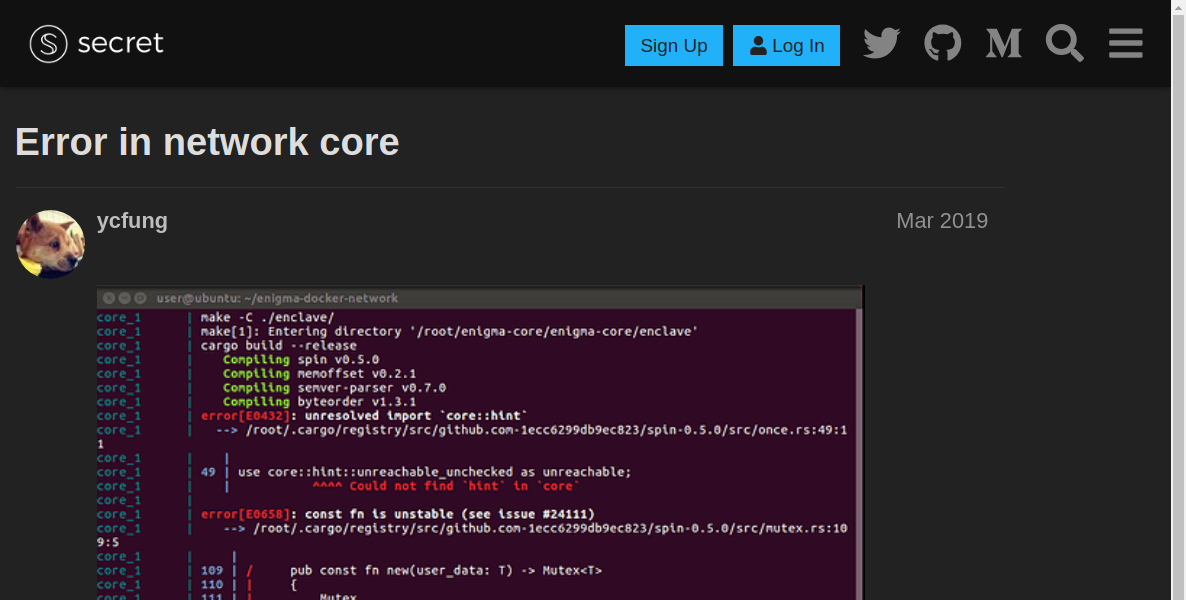 secret
Sign Up
Log In
Error in network core
ycfung
Mar 2019
user@ubuntu: ~/enigma-docker-network
core_1 | make -C ./enclave/
core_1 | make[1]: Entering directory '/root/enigma-core/enigma-core/enclave'
core_1 | cargo build --release
core_1 | Compiling spin v0.5.0
core_1 | Compiling memoffset v0.2.1
core_1 | Compiling semver-parser v0.7.0
core_1 | Compiling byteorder v1.3.1
core_1 | error[E0432]: unresolved import `core::hint`
core_1 | --> /root/.cargo/registry/src/github.com-1ecc6299db9ec823/spin-0.5.0/src/once.rs:49:1
1
core_1 | |
core_1 | 49 | use core::hint::unreachable_unchecked as unreachable;
core_1 | | ^^^^ Could not find `hint` in `core`
core_1 |
core_1 | error[E0658]: const fn is unstable (see issue #24111)
core_1 | --> /root/.cargo/registry/src/github.com-1ecc6299db9ec823/spin-0.5.0/src/mutex.rs:10
9:5
core_1 | |
core_1 | 109 | / pub const fn new(user_data: T) -> Mutex<T>
core_1 | 110 | | {
core_1 | 111 | | Mutex